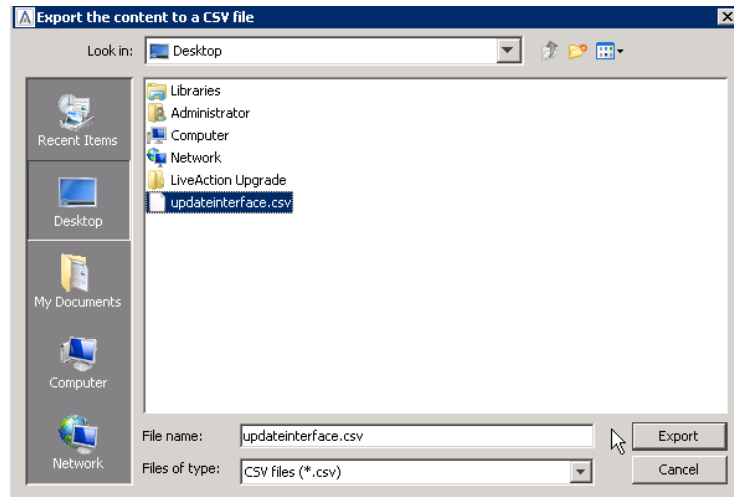 Export the content to a CSV file
Look in:
Desktop
Recent Items
Desktop
My Documents
Computer
Network
Libraries
Administrator
Computer
Network
LiveAction Upgrade
updateinterface.csv
File name:
updateinterface.csv
Export
Files of type:
CSV files (*.csv)
Cancel